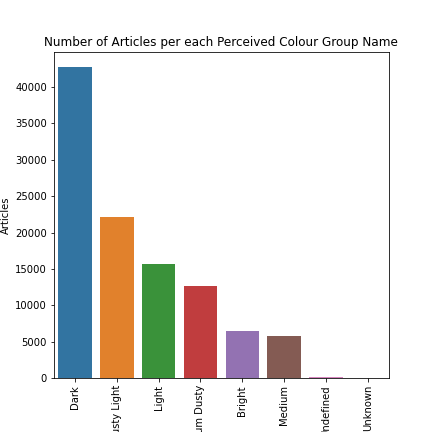 Number of Articles per each Perceived Colour Group Name
40000
35000
30000
25000
20000
15000
10000
5000
0
Articles
Dark
usty Light
Light
um Dusty
Bright
Medium
ndefined
Unknown